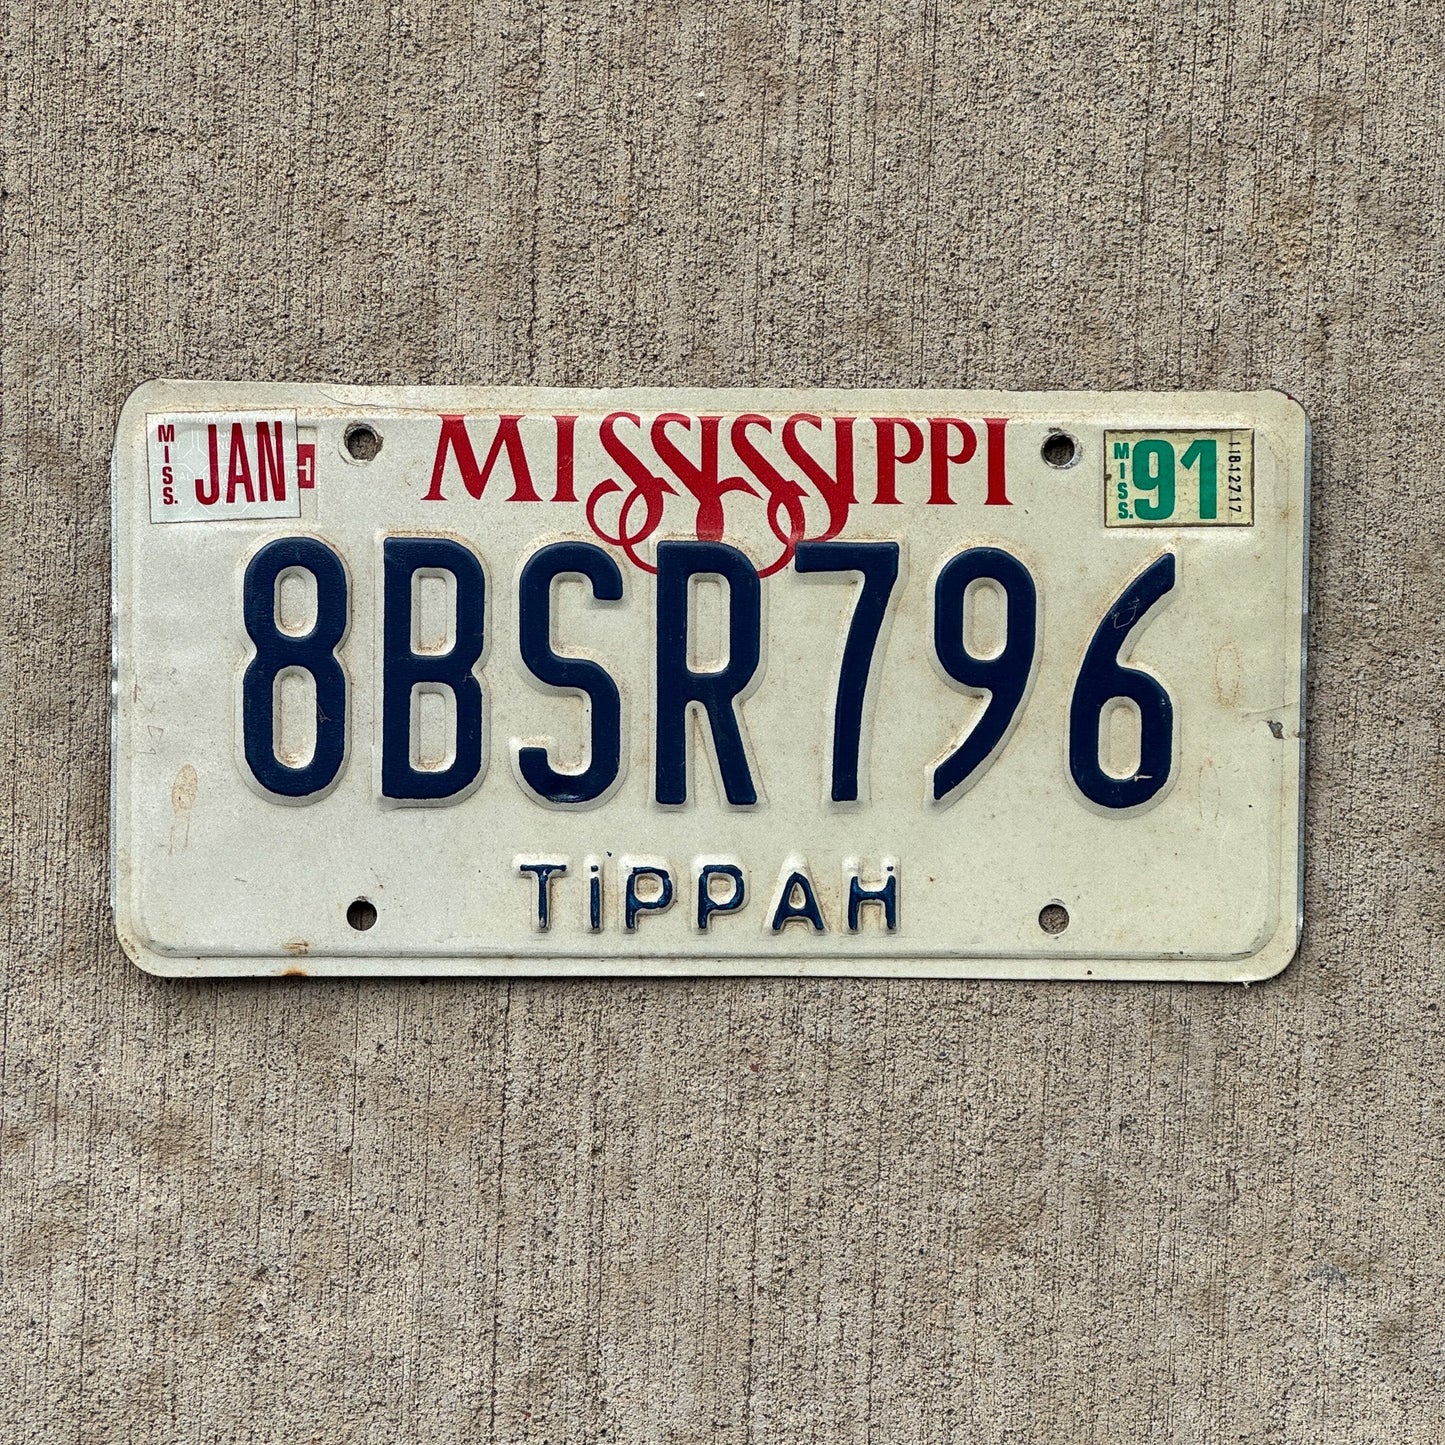 MISS. JAN
MISSISSIPPI
MISS. 91
8BSR796
TiPPAH